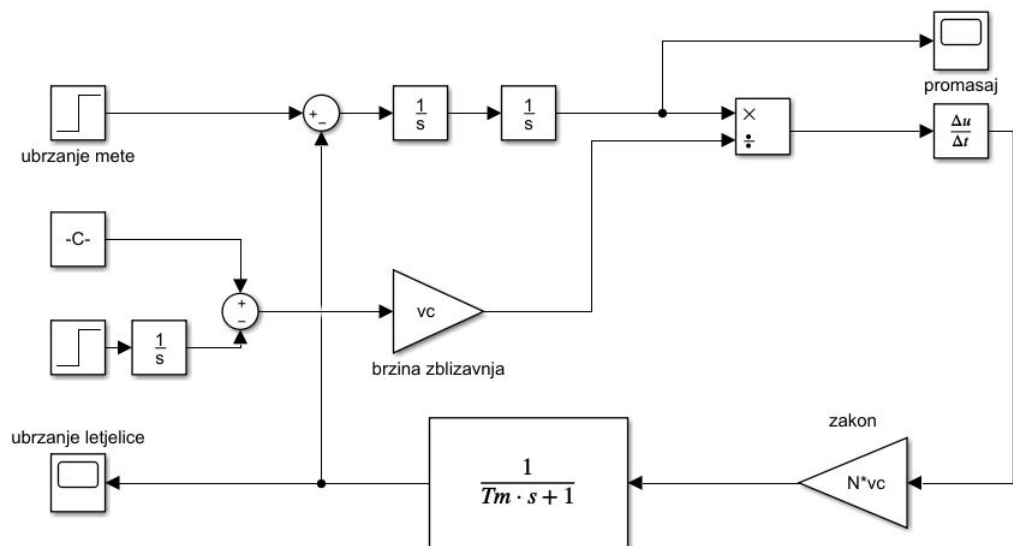 promasaj
+
−
1
s
1
s
×
÷
Δu
Δt
ubrzanje mete
-C-
+
−
vc
1
s
brzina zblizavnja
ubrzanje letjelice
zakon
1
Tm · s + 1
N*vc